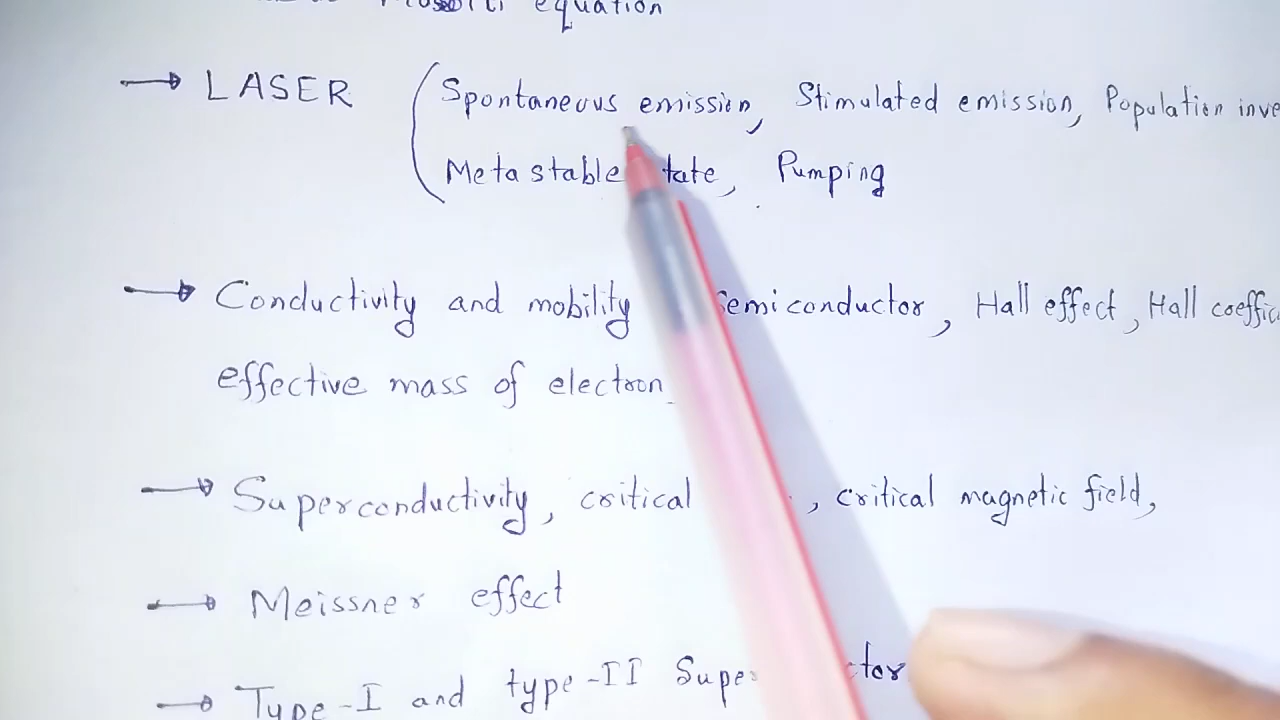 equation
→ LASER (Spontaneous emission, Stimulated emission, Population inve
Metastable tate, Pumping
→ Conductivity and mobility Semiconductor, Hall effect, Hall coeffic
effective mass of electron
→ Superconductivity, critical , critical magnetic field,
→ Meissner effect
→ Type-I and type-II Supe ctor